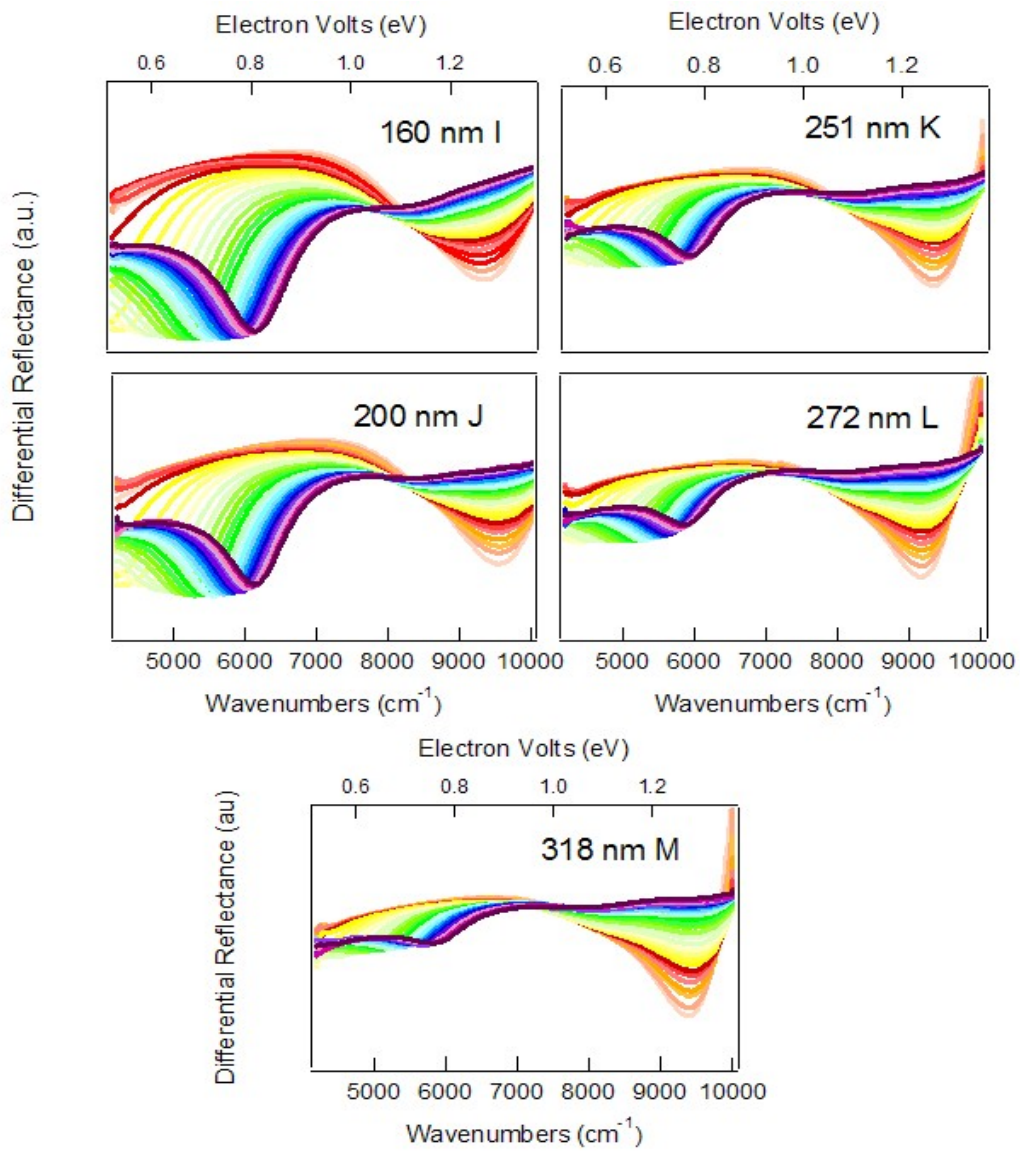 Electron Volts (eV)
0.6 0.8 1.0 1.2
160 nm I
Electron Volts (eV)
0.6 0.8 1.0 1.2
251 nm K
Differential Reflectance (a.u.)
200 nm J
5000 6000 7000 8000 9000 10000
Wavenumbers (cm⁻¹)
272 nm L
5000 6000 7000 8000 9000 10000
Wavenumbers (cm⁻¹)
Electron Volts (eV)
0.6 0.8 1.0 1.2
Differential Reflectance (au)
318 nm M
5000 6000 7000 8000 9000 10000
Wavenumbers (cm⁻¹)